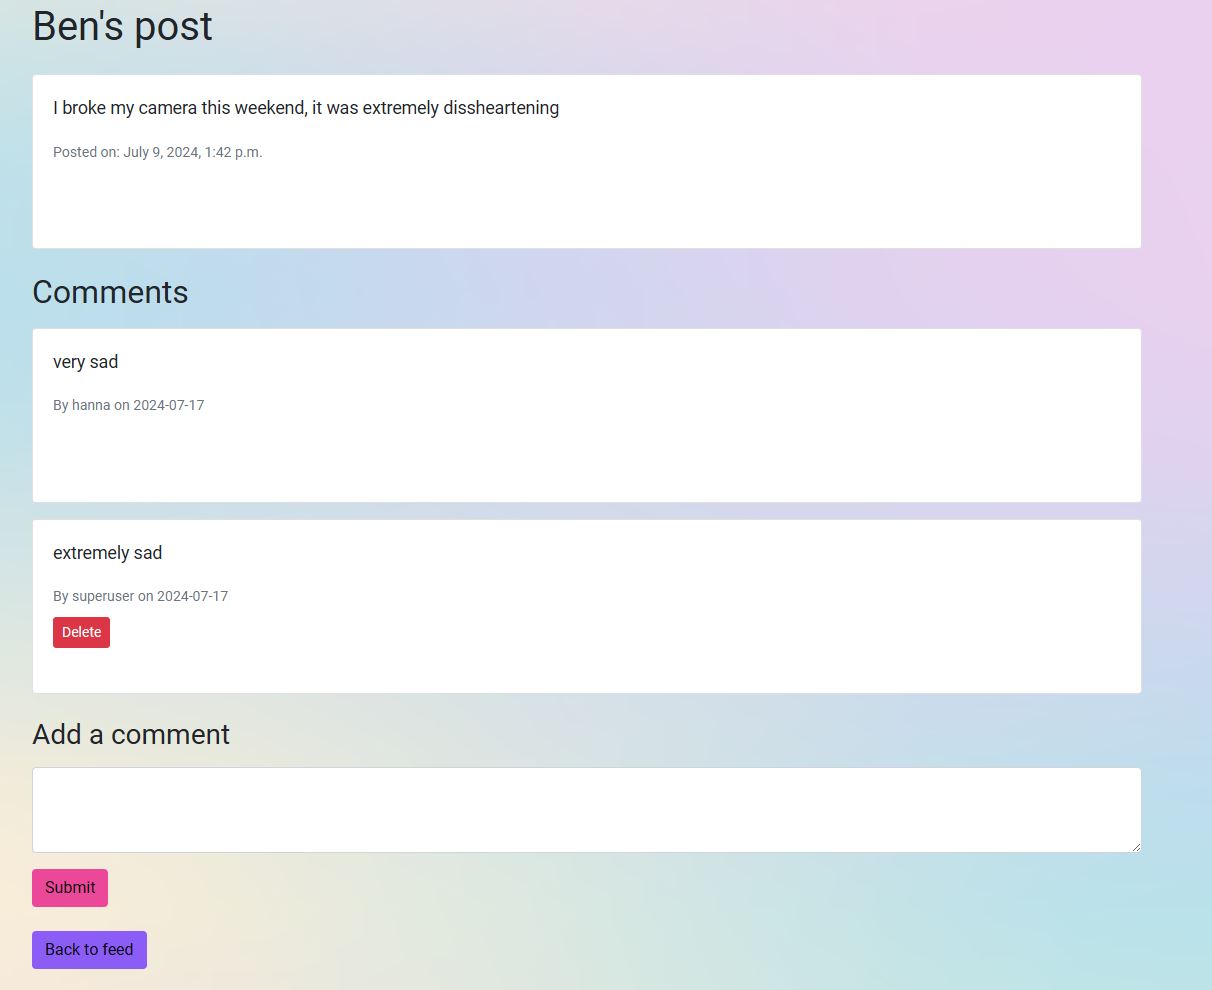 Ben's post
I broke my camera this weekend, it was extremely dissheartening
Posted on: July 9, 2024, 1:42 p.m.
Comments
very sad
By hanna on 2024-07-17
extremely sad
By superuser on 2024-07-17
Delete
Add a comment
Submit
Back to feed